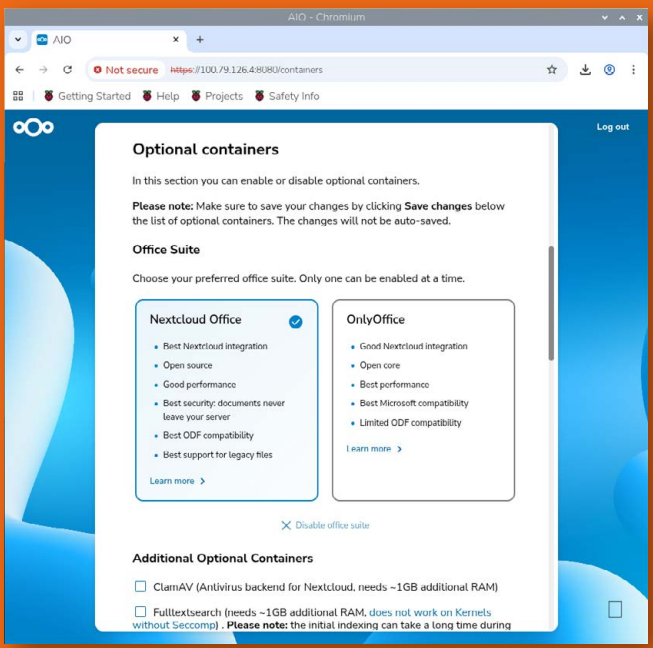 AIO - Chromium
AIO
Not secure https://100.79.126.4:8080/containers
Getting Started Help Projects Safety Info
Log out
Optional containers
In this section you can enable or disable optional containers.
Please note: Make sure to save your changes by clicking Save changes below
the list of optional containers. The changes will not be auto-saved.
Office Suite
Choose your preferred office suite. Only one can be enabled at a time.
Nextcloud Office
• Best Nextcloud integration
• Open source
• Good performance
• Best security: documents never
leave your server
• Best ODF compatibility
• Best support for legacy files
Learn more
OnlyOffice
• Good Nextcloud integration
• Open core
• Best performance
• Best Microsoft compatibility
• Limited ODF compatibility
Learn more
Disable office suite
Additional Optional Containers
ClamAV (Antivirus backend for Nextcloud, needs ~1GB additional RAM)
Fulltextsearch (needs ~1GB additional RAM, does not work on Kernels
without Seccomp) . Please note: the initial indexing can take a long time during